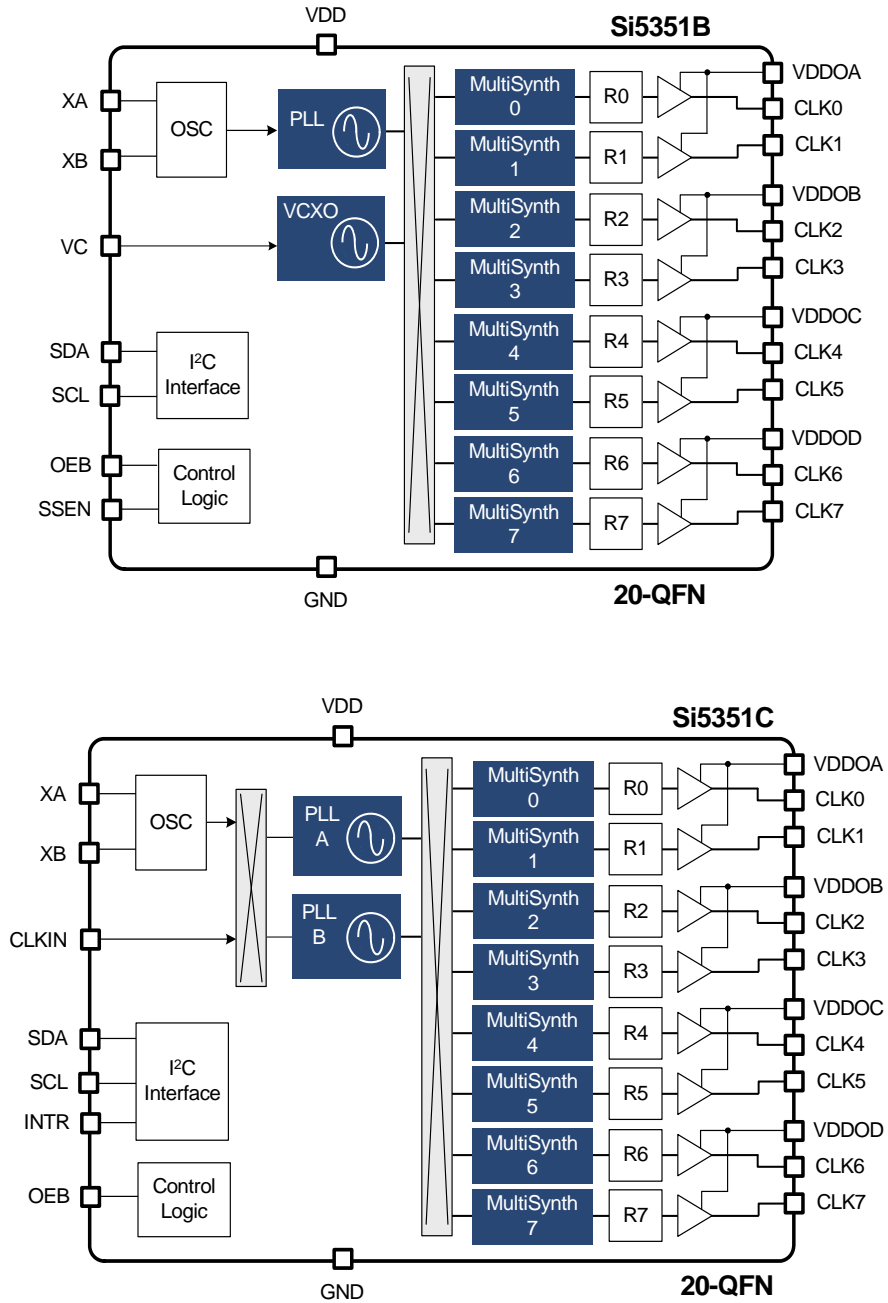 VDD
Si5351B
XA
XB
OSC
PLL
VC
VCXO
SDA
SCL
I²C
Interface
OEB
SSEN
Control
Logic
MultiSynth
0
R0
MultiSynth
1
R1
MultiSynth
2
R2
MultiSynth
3
R3
MultiSynth
4
R4
MultiSynth
5
R5
MultiSynth
6
R6
MultiSynth
7
R7
VDDOA
CLK0
CLK1
VDDOB
CLK2
CLK3
VDDOC
CLK4
CLK5
VDDOD
CLK6
CLK7
GND
20-QFN
VDD
Si5351C
XA
XB
OSC
CLKIN
PLL
A
PLL
B
SDA
SCL
INTR
I²C
Interface
OEB
Control
Logic
MultiSynth
0
R0
MultiSynth
1
R1
MultiSynth
2
R2
MultiSynth
3
R3
MultiSynth
4
R4
MultiSynth
5
R5
MultiSynth
6
R6
MultiSynth
7
R7
VDDOA
CLK0
CLK1
VDDOB
CLK2
CLK3
VDDOC
CLK4
CLK5
VDDOD
CLK6
CLK7
GND
20-QFN